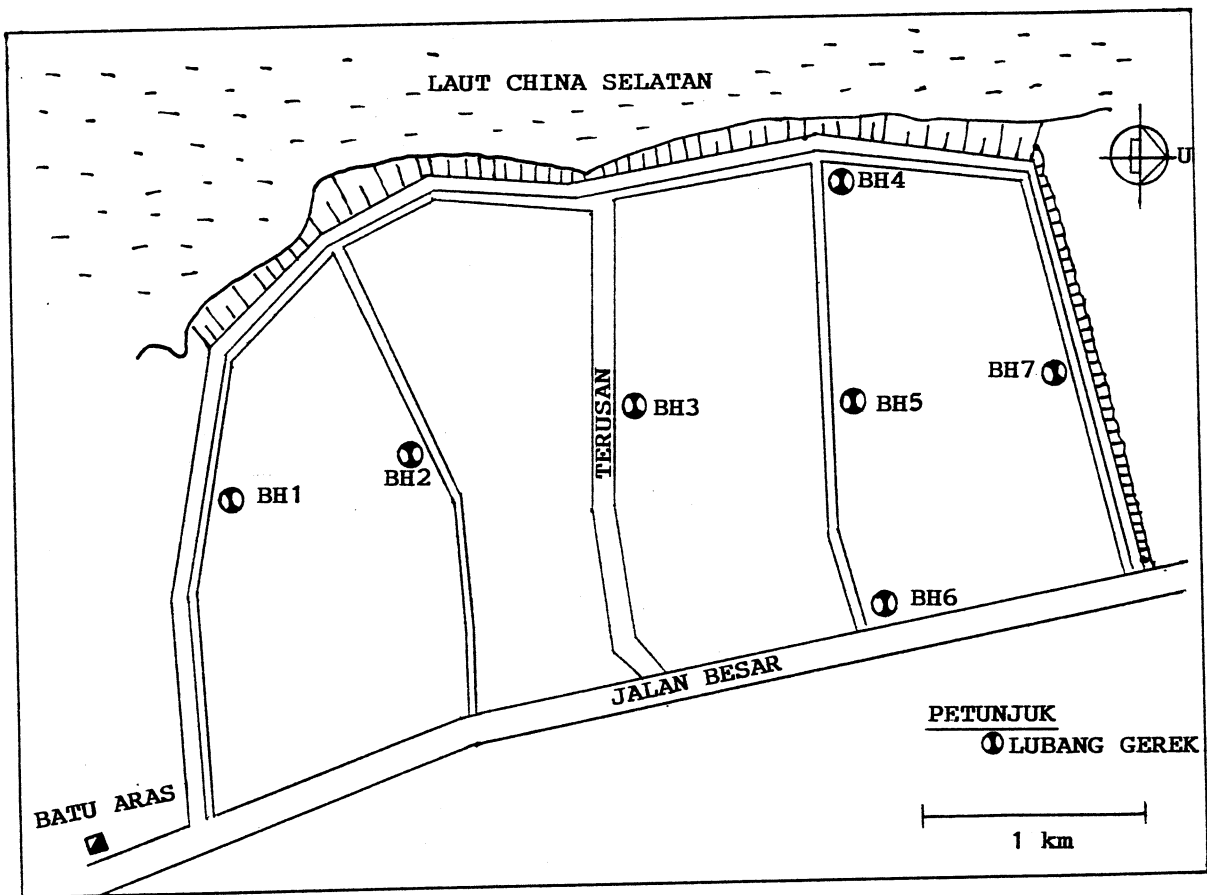 LAUT CHINA SELATAN
U
BH4
BH7
BH3
BH5
TERUSAN
BH2
BH1
BH6
JALAN BESAR
PETUNJUK
LUBANG GEREK
BATU ARAS
1 km